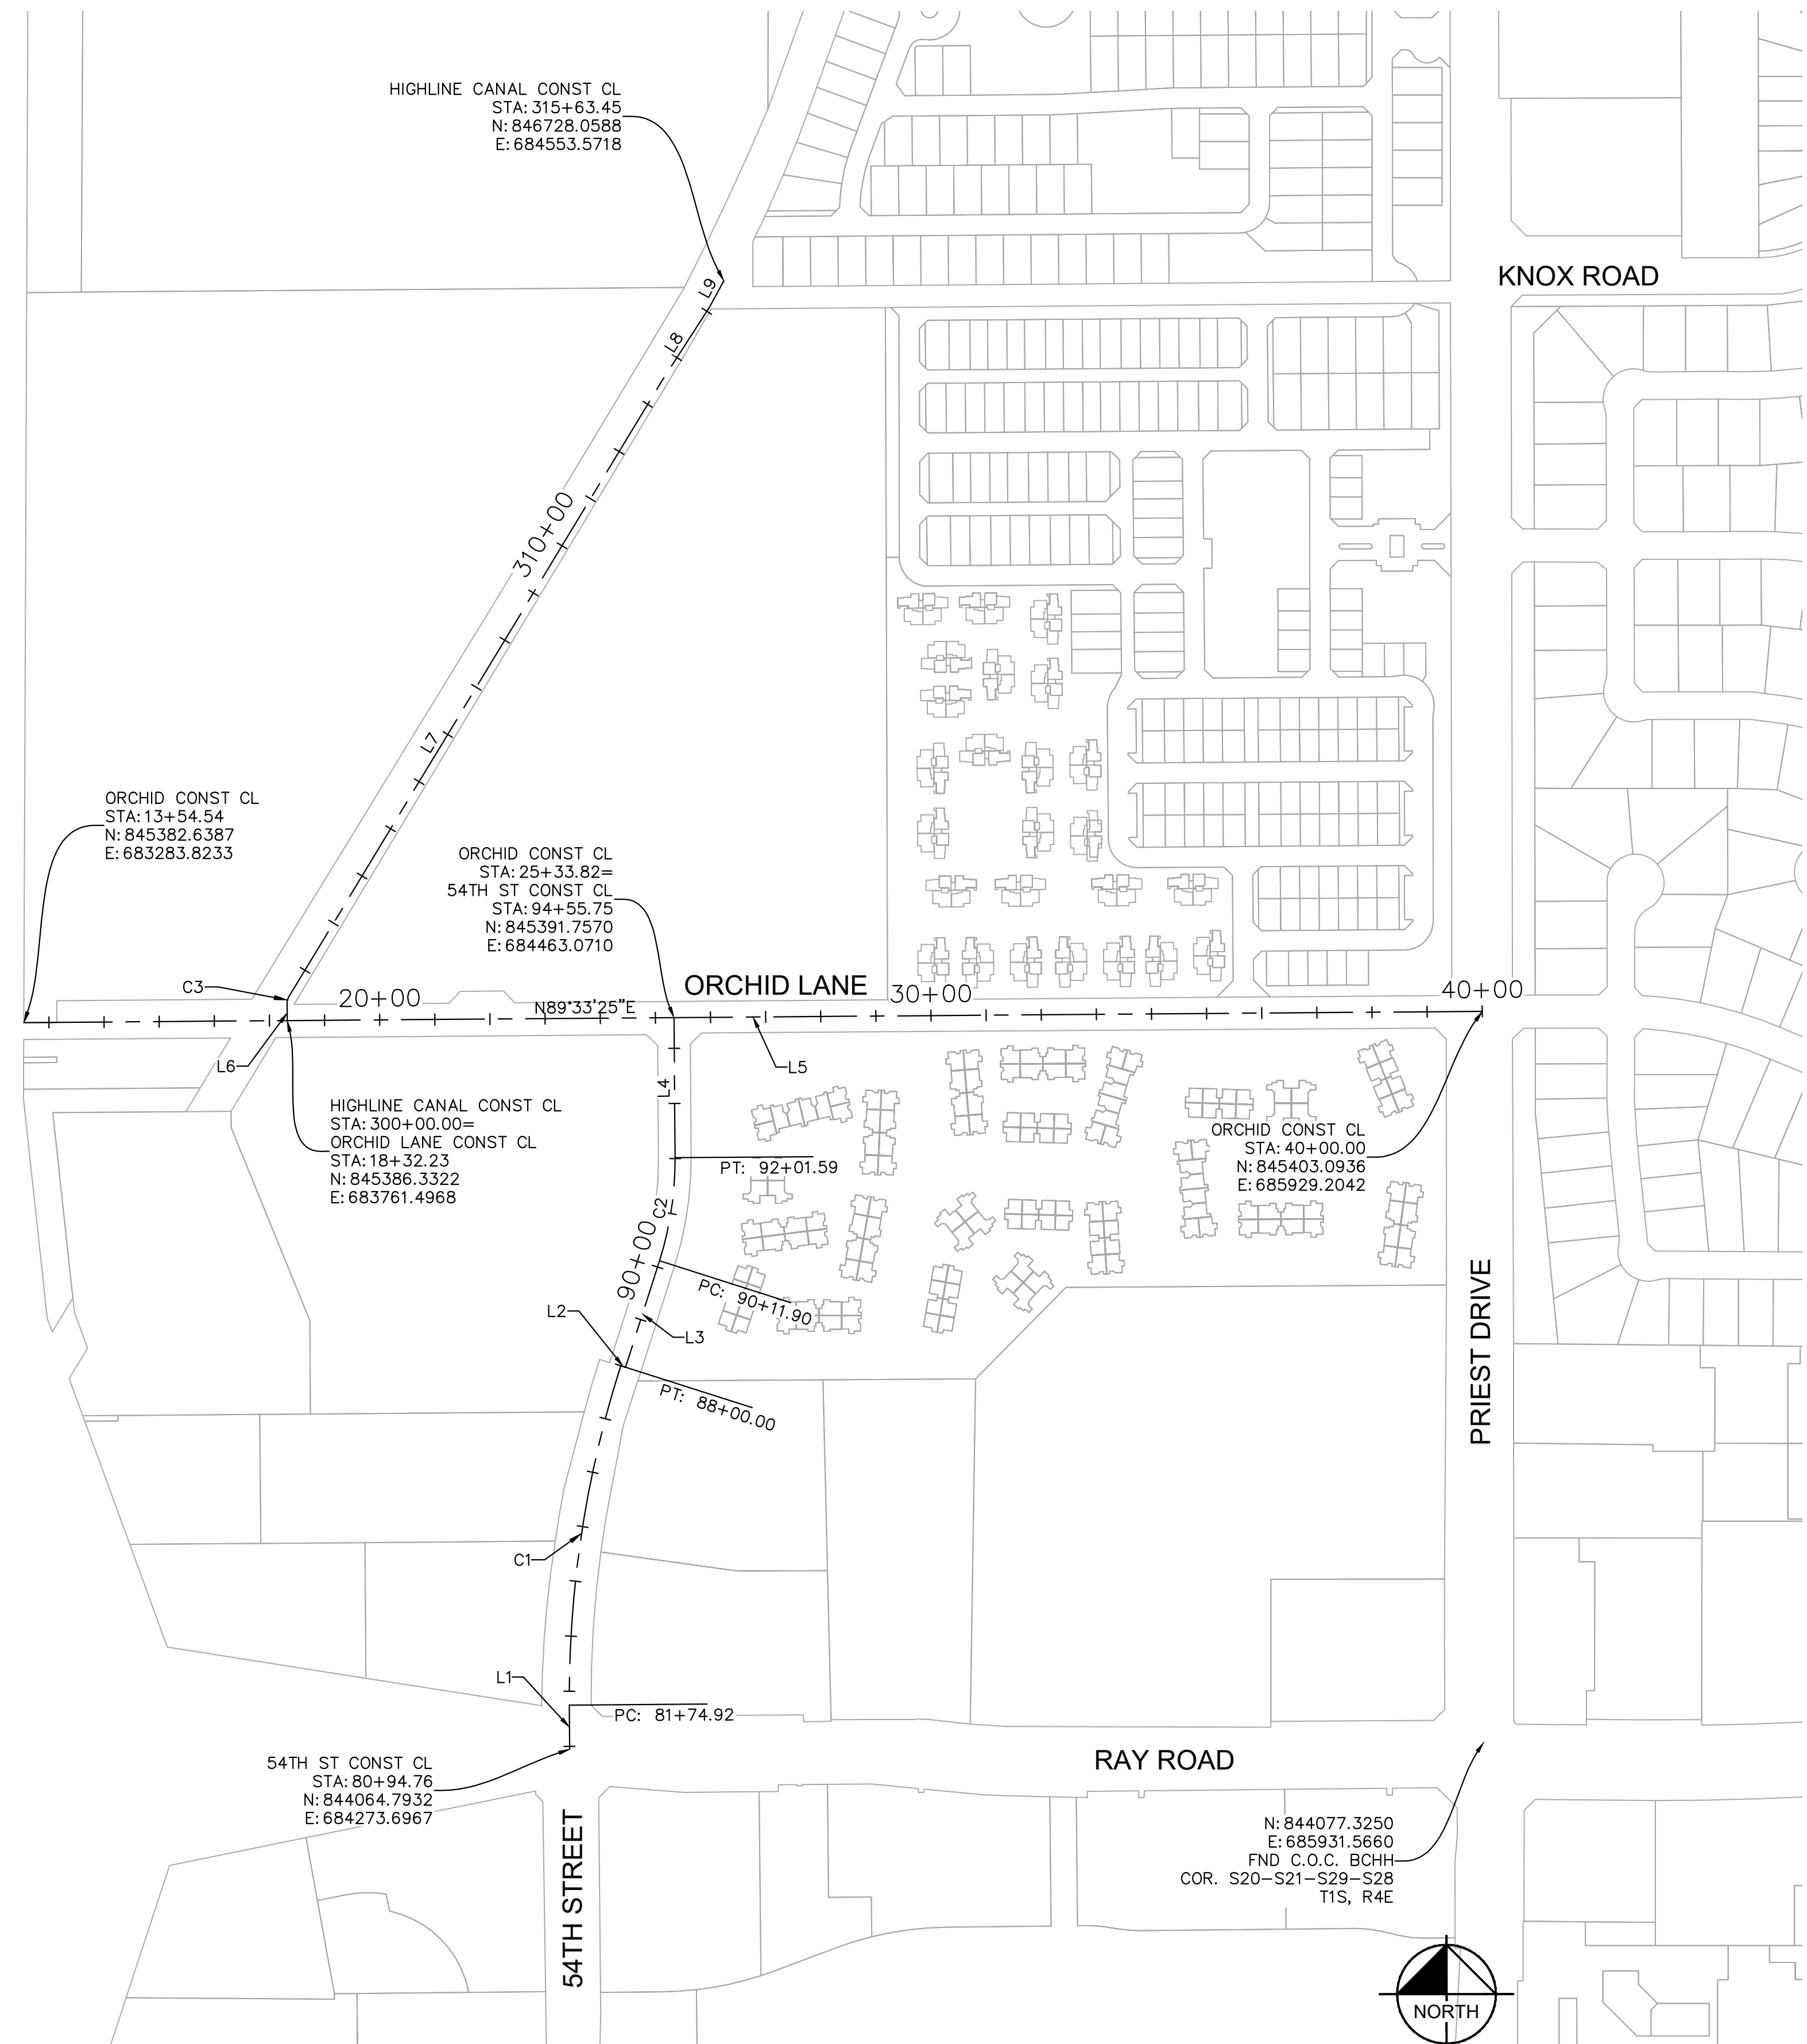 HIGHLINE CANAL CONST CL
STA: 315+63.45
N: 846728.0588
E: 684553.5718
KNOX ROAD
L9
L8
310+00
L7
ORCHID CONST CL
STA: 13+54.54
N: 845382.6387
E: 683283.8233
ORCHID CONST CL
STA: 25+33.82=
54TH ST CONST CL
STA: 94+55.75
N: 845391.7570
E: 684463.0710
C3
20+00
N89°33'25"E
ORCHID LANE
30+00
40+00
L6
L5
L4
HIGHLINE CANAL CONST CL
STA: 300+00.00=
ORCHID LANE CONST CL
STA: 18+32.23
N: 845386.3322
E: 683761.4968
ORCHID CONST CL
STA: 40+00.00
N: 845403.0936
E: 685929.2042
PT: 92+01.59
C2
90+00
PC: 90+11.90
L2
L3
PT: 88+00.00
PRIEST DRIVE
C1
L1
PC: 81+74.92
54TH ST CONST CL
STA: 80+94.76
N: 844064.7932
E: 684273.6967
RAY ROAD
54TH STREET
N: 844077.3250
E: 685931.5660
FND C.O.C. BCHH
COR. S20-S21-S29-S28
T1S, R4E
NORTH